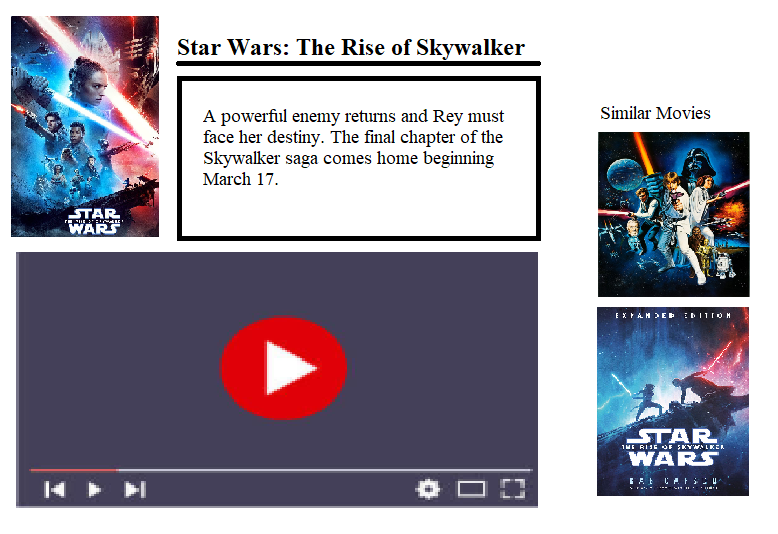 Star Wars: The Rise of Skywalker
A powerful enemy returns and Rey must
face her destiny. The final chapter of the
Skywalker saga comes home beginning
March 17.
STAR
THE RISE OF SKYWALKER
WARS
Similar Movies
EXPANDED EDITION
STAR
THE RISE OF SKYWALKER
WARS
RAE CARSON